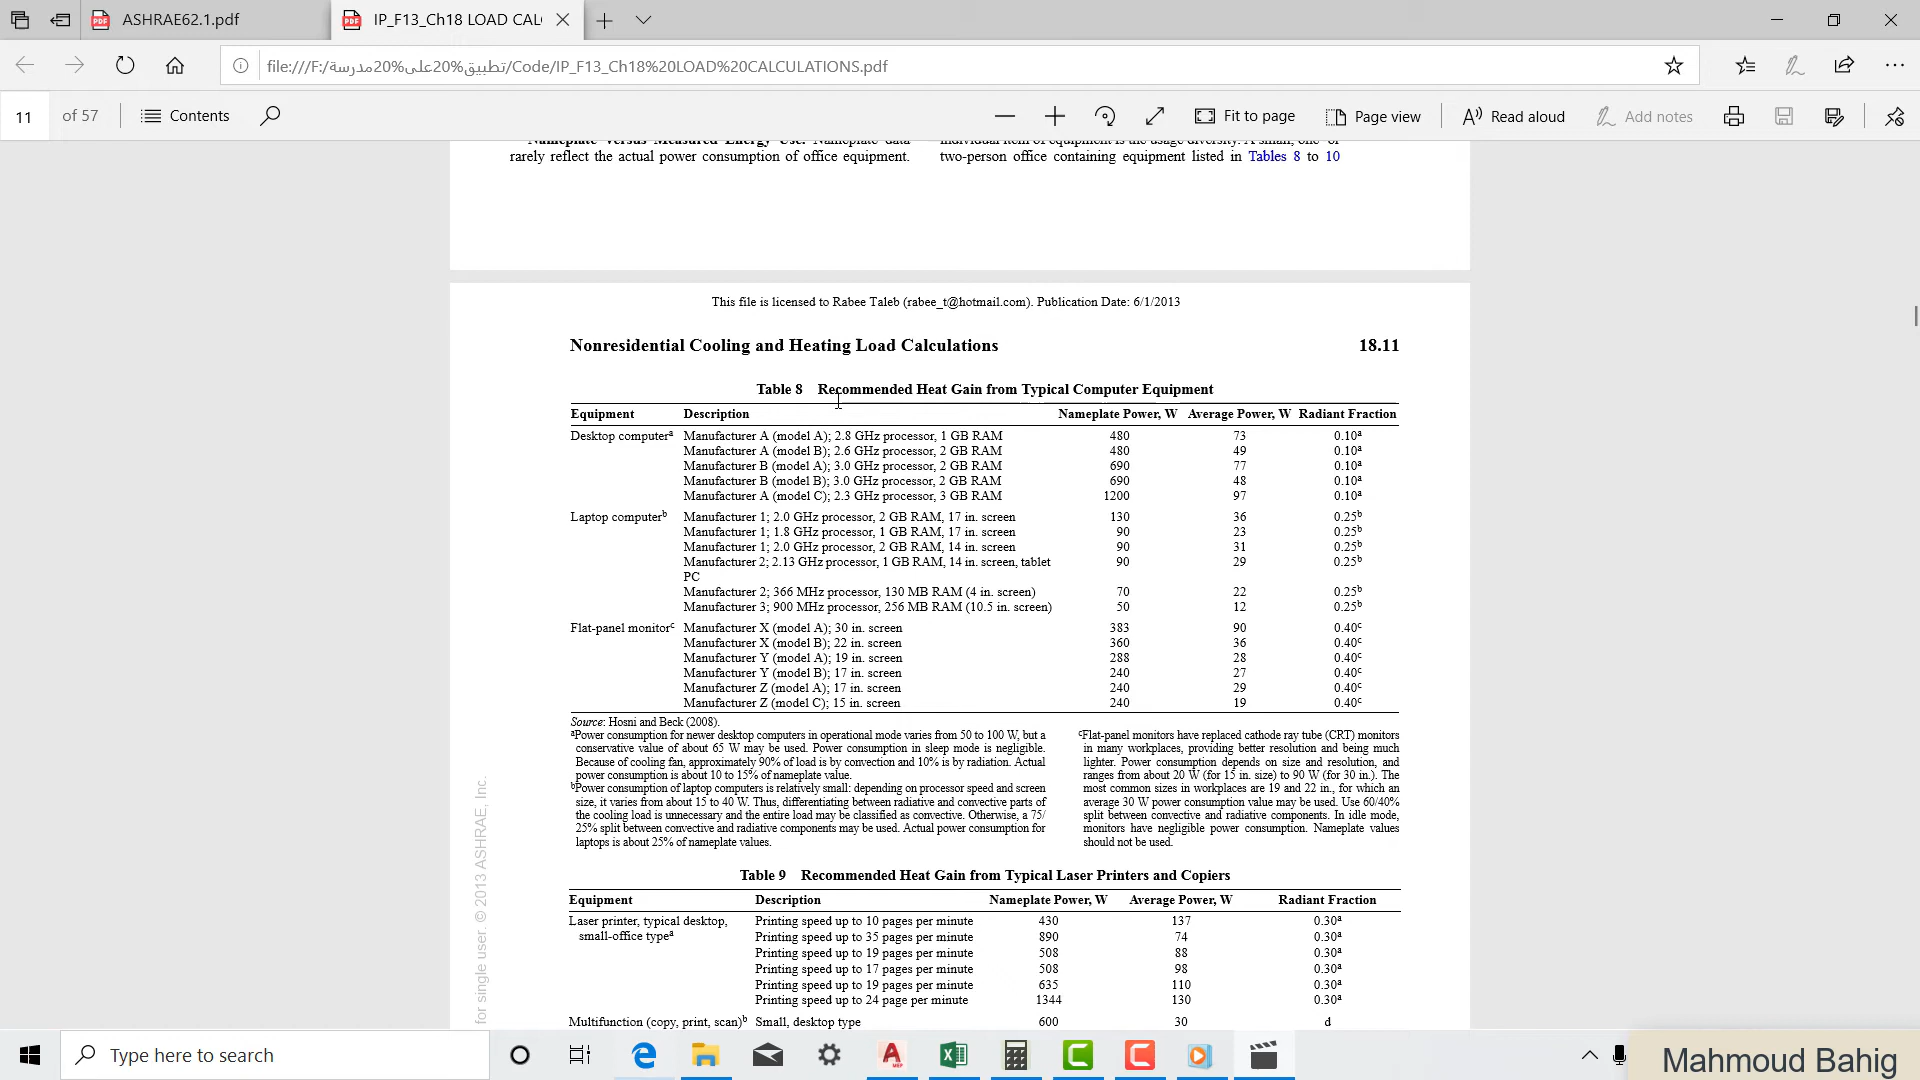 ASHRAE62.1.pdf
IP_F13_Ch18 LOAD CAL
file:///F:/تطبيق%20على%20مدرسة/Code/IP_F13_Ch18%20LOAD%20CALCULATIONS.pdf
11 of 57 Contents Fit to page Page view Read aloud Add notes
Nameplate Versus Measured Energy Use. Nameplate data
rarely reflect the actual power consumption of office equipment.
individual item of equipment is the usage diversity. A small, one- or
two-person office containing equipment listed in Tables 8 to 10
This file is licensed to Rabee Taleb (rabee_t@hotmail.com). Publication Date: 6/1/2013
Nonresidential Cooling and Heating Load Calculations 18.11
Table 8 Recommended Heat Gain from Typical Computer Equipment
Equipment Description Nameplate Power, W Average Power, W Radiant Fraction
Desktop computerᵃ Manufacturer A (model A); 2.8 GHz processor, 1 GB RAM 480 73 0.10ᵃ
Manufacturer A (model B); 2.6 GHz processor, 2 GB RAM 480 49 0.10ᵃ
Manufacturer B (model A); 3.0 GHz processor, 2 GB RAM 690 77 0.10ᵃ
Manufacturer B (model B); 3.0 GHz processor, 2 GB RAM 690 48 0.10ᵃ
Manufacturer A (model C); 2.3 GHz processor, 3 GB RAM 1200 97 0.10ᵃ
Laptop computerᵇ Manufacturer 1; 2.0 GHz processor, 2 GB RAM, 17 in. screen 130 36 0.25ᵇ
Manufacturer 1; 1.8 GHz processor, 1 GB RAM, 17 in. screen 90 23 0.25ᵇ
Manufacturer 1; 2.0 GHz processor, 2 GB RAM, 14 in. screen 90 31 0.25ᵇ
Manufacturer 2; 2.13 GHz processor, 1 GB RAM, 14 in. screen, tablet 90 29 0.25ᵇ
PC
Manufacturer 2; 366 MHz processor, 130 MB RAM (4 in. screen) 70 22 0.25ᵇ
Manufacturer 3; 900 MHz processor, 256 MB RAM (10.5 in. screen) 50 12 0.25ᵇ
Flat-panel monitorᶜ Manufacturer X (model A); 30 in. screen 383 90 0.40ᶜ
Manufacturer X (model B); 22 in. screen 360 36 0.40ᶜ
Manufacturer Y (model A); 19 in. screen 288 28 0.40ᶜ
Manufacturer Y (model B); 17 in. screen 240 27 0.40ᶜ
Manufacturer Z (model A); 17 in. screen 240 29 0.40ᶜ
Manufacturer Z (model C); 15 in. screen 240 19 0.40ᶜ
Source: Hosni and Beck (2008).
ᵃPower consumption for newer desktop computers in operational mode varies from 50 to 100 W, but a
conservative value of about 65 W may be used. Power consumption in sleep mode is negligible.
Because of cooling fan, approximately 90% of load is by convection and 10% is by radiation. Actual
power consumption is about 10 to 15% of nameplate value.
ᵇPower consumption of laptop computers is relatively small: depending on processor speed and screen
size, it varies from about 15 to 40 W. Thus, differentiating between radiative and convective parts of
the cooling load is unnecessary and the entire load may be classified as convective. Otherwise, a 75/
25% split between convective and radiative components may be used. Actual power consumption for
laptops is about 25% of nameplate values.
ᶜFlat-panel monitors have replaced cathode ray tube (CRT) monitors
in many workplaces, providing better resolution and being much
lighter. Power consumption depends on size and resolution, and
ranges from about 20 W (for 15 in. size) to 90 W (for 30 in.). The
most common sizes in workplaces are 19 and 22 in., for which an
average 30 W power consumption value may be used. Use 60/40%
split between convective and radiative components. In idle mode,
monitors have negligible power consumption. Nameplate values
should not be used.
Table 9 Recommended Heat Gain from Typical Laser Printers and Copiers
Equipment Description Nameplate Power, W Average Power, W Radiant Fraction
Laser printer, typical desktop, Printing speed up to 10 pages per minute 430 137 0.30ᵃ
small-office typeᵃ Printing speed up to 35 pages per minute 890 74 0.30ᵃ
Printing speed up to 19 pages per minute 508 88 0.30ᵃ
Printing speed up to 17 pages per minute 508 98 0.30ᵃ
Printing speed up to 19 pages per minute 635 110 0.30ᵃ
Printing speed up to 24 page per minute 1344 130 0.30ᵃ
Multifunction (copy, print, scan)ᵇ Small, desktop type 600 30 d
for single user. © 2013 ASHRAE, Inc.
Type here to search
Mahmoud Bahig